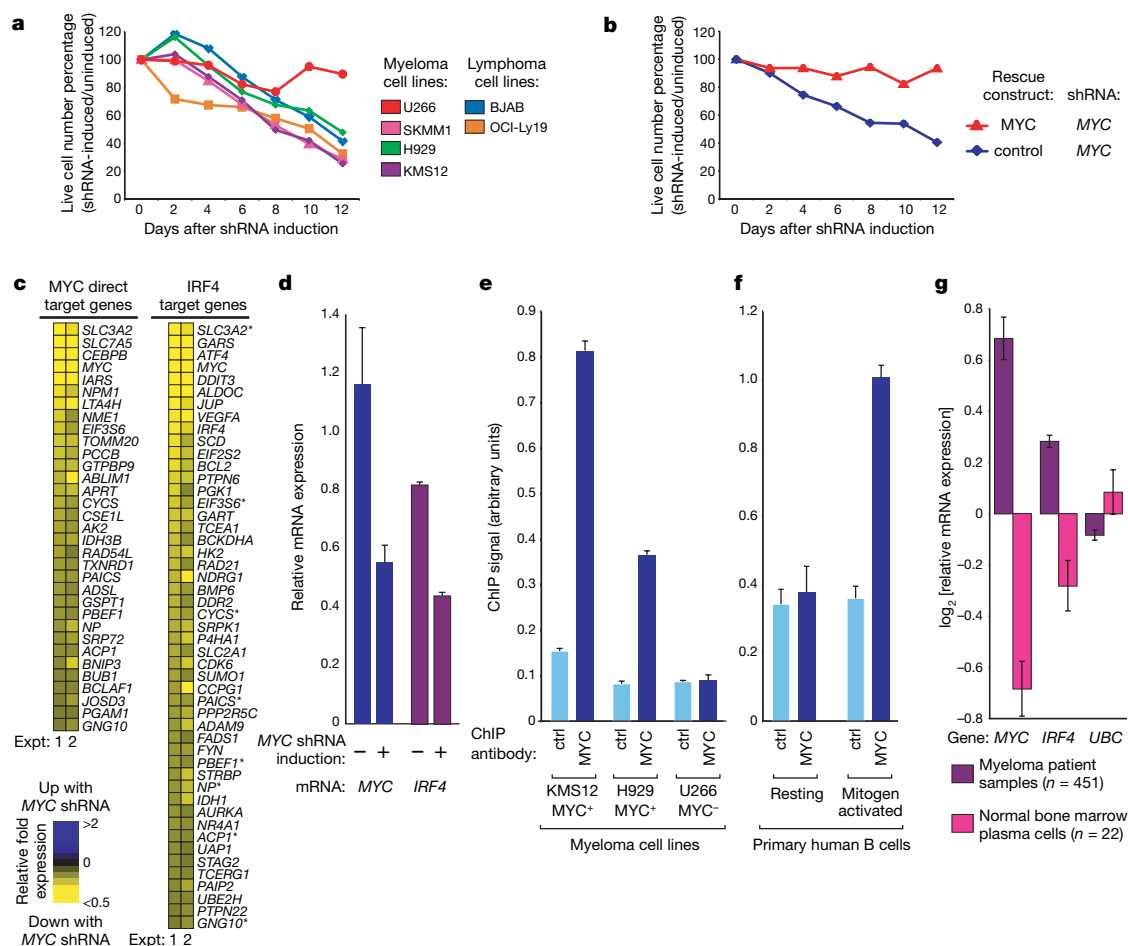 a
Live cell number percentage
(shRNA-induced/uninduced)
120
100
80
60
40
20
0
0 2 4 6 8 10 12
Days after shRNA induction
Myeloma
cell lines:
U266
SKMM1
H929
KMS12
Lymphoma
cell lines:
BJAB
OCI-Ly19
b
Live cell number percentage
(shRNA-induced/uninduced)
120
100
80
60
40
20
0
0 2 4 6 8 10 12
Days after shRNA induction
Rescue
construct: shRNA:
MYC MYC
control MYC
c
MYC direct
target genes
SLC3A2
SLC7A5
CEBPB
MYC
IARS
NPM1
LTA4H
NME1
EIF3S6
TOMM20
PCCB
GTPBP9
ABLIM1
APRT
CYCS
CSE1L
AK2
IDH3B
RAD54L
TXNRD1
PAICS
ADSL
GSPT1
PBEF1
NP
SRP72
ACP1
BNIP3
BUB1
BCLAF1
JOSD3
PGAM1
GNG10
Expt: 1 2
IRF4
target genes
SLC3A2*
GARS
ATF4
MYC
DDIT3
ALDOC
JUP
VEGFA
IRF4
SCD
EIF2S2
BCL2
PTPN6
PGK1
EIF3S6*
GART
TCEA1
BCKDHA
HK2
RAD21
NDRG1
BMP6
DDR2
CYCS*
SRPK1
P4HA1
SLC2A1
CDK6
SUMO1
CCPG1
PAICS*
PPP2R5C
ADAM9
FADS1
FYN
PBEF1*
STRBP
NP*
IDH1
AURKA
NR4A1
ACP1*
UAP1
STAG2
TCERG1
PAIP2
UBE2H
PTPN22
GNG10*
Expt: 1 2
Up with
MYC shRNA
Relative fold
expression
>2
0
<0.5
Down with
MYC shRNA
d
Relative mRNA expression
1.4
1.2
1.0
0.8
0.6
0.4
0.2
0
MYC shRNA
induction:
– + – +
mRNA: MYC IRF4
e
ChIP signal (arbitrary units)
0.9
0.8
0.7
0.6
0.5
0.4
0.3
0.2
0.1
0
ChIP
antibody:
ctrl MYC ctrl MYC ctrl MYC
KMS12 H929 U266
MYC+ MYC+ MYC−
Myeloma cell lines
f
1.2
1.0
0.8
0.6
0.4
0.2
0
ctrl MYC ctrl MYC
Resting Mitogen
activated
Primary human B cells
g
log2 [relative mRNA expression]
0.8
0.6
0.4
0.2
0
−0.2
−0.4
−0.6
−0.8
Gene: MYC IRF4 UBC
Myeloma patient
samples (n = 451)
Normal bone marrow
plasma cells (n = 22)